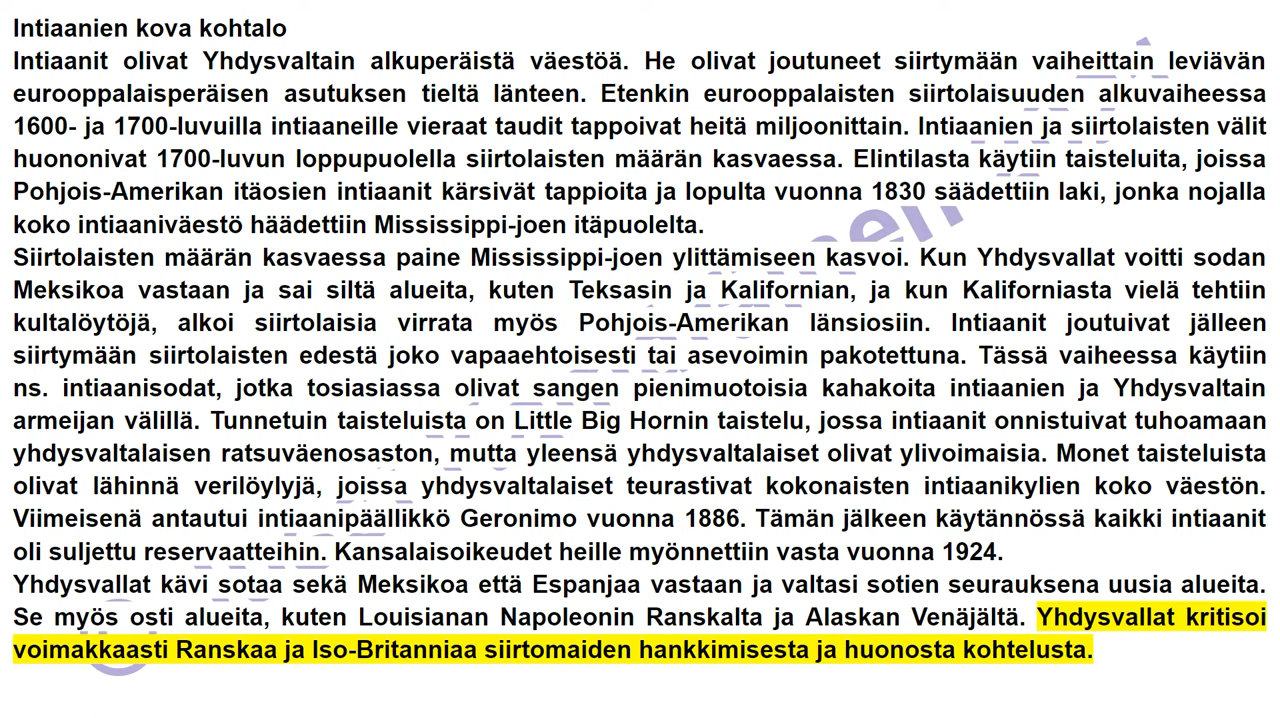 Intiaanien kova kohtalo
Intiaanit olivat Yhdysvaltain alkuperäistä väestöä. He olivat joutuneet siirtymään vaiheittain leviävän
eurooppalaisperäisen asutuksen tieltä länteen. Etenkin eurooppalaisten siirtolaisuuden alkuvaiheessa
1600- ja 1700-luvuilla intiaaneille vieraat taudit tappoivat heitä miljoonittain. Intiaanien ja siirtolaisten välit
huononivat 1700-luvun loppupuolella siirtolaisten määrän kasvaessa. Elintilasta käytiin taisteluita, joissa
Pohjois-Amerikan itäosien intiaanit kärsivät tappioita ja lopulta vuonna 1830 säädettiin laki, jonka nojalla
koko intiaaniväestö häädettiin Mississippi-joen itäpuolelta.
Siirtolaisten määrän kasvaessa paine Mississippi-joen ylittämiseen kasvoi. Kun Yhdysvallat voitti sodan
Meksikoa vastaan ja sai siltä alueita, kuten Teksasin ja Kalifornian, ja kun Kaliforniasta vielä tehtiin
kultalöytöjä, alkoi siirtolaisia virrata myös Pohjois-Amerikan länsiosiin. Intiaanit joutuivat jälleen
siirtymään siirtolaisten edestä joko vapaaehtoisesti tai asevoimin pakotettuna. Tässä vaiheessa käytiin
ns. intiaanisodat, jotka tosiasiassa olivat sangen pienimuotoisia kahakoita intiaanien ja Yhdysvaltain
armeijan välillä. Tunnetuin taisteluista on Little Big Hornin taistelu, jossa intiaanit onnistuivat tuhoamaan
yhdysvaltalaisen ratsuväenosaston, mutta yleensä yhdysvaltalaiset olivat ylivoimaisia. Monet taisteluista
olivat lähinnä verilöylyjä, joissa yhdysvaltalaiset teurastivat kokonaisten intiaanikylien koko väestön.
Viimeisenä antautui intiaanipäällikkö Geronimo vuonna 1886. Tämän jälkeen käytännössä kaikki intiaanit
oli suljettu reservaatteihin. Kansalaisoikeudet heille myönnettiin vasta vuonna 1924.
Yhdysvallat kävi sotaa sekä Meksikoa että Espanjaa vastaan ja valtasi sotien seurauksena uusia alueita.
Se myös osti alueita, kuten Louisianan Napoleonin Ranskalta ja Alaskan Venäjältä. Yhdysvallat kritisoi
voimakkaasti Ranskaa ja Iso-Britanniaa siirtomaiden hankkimisesta ja huonosta kohtelusta.